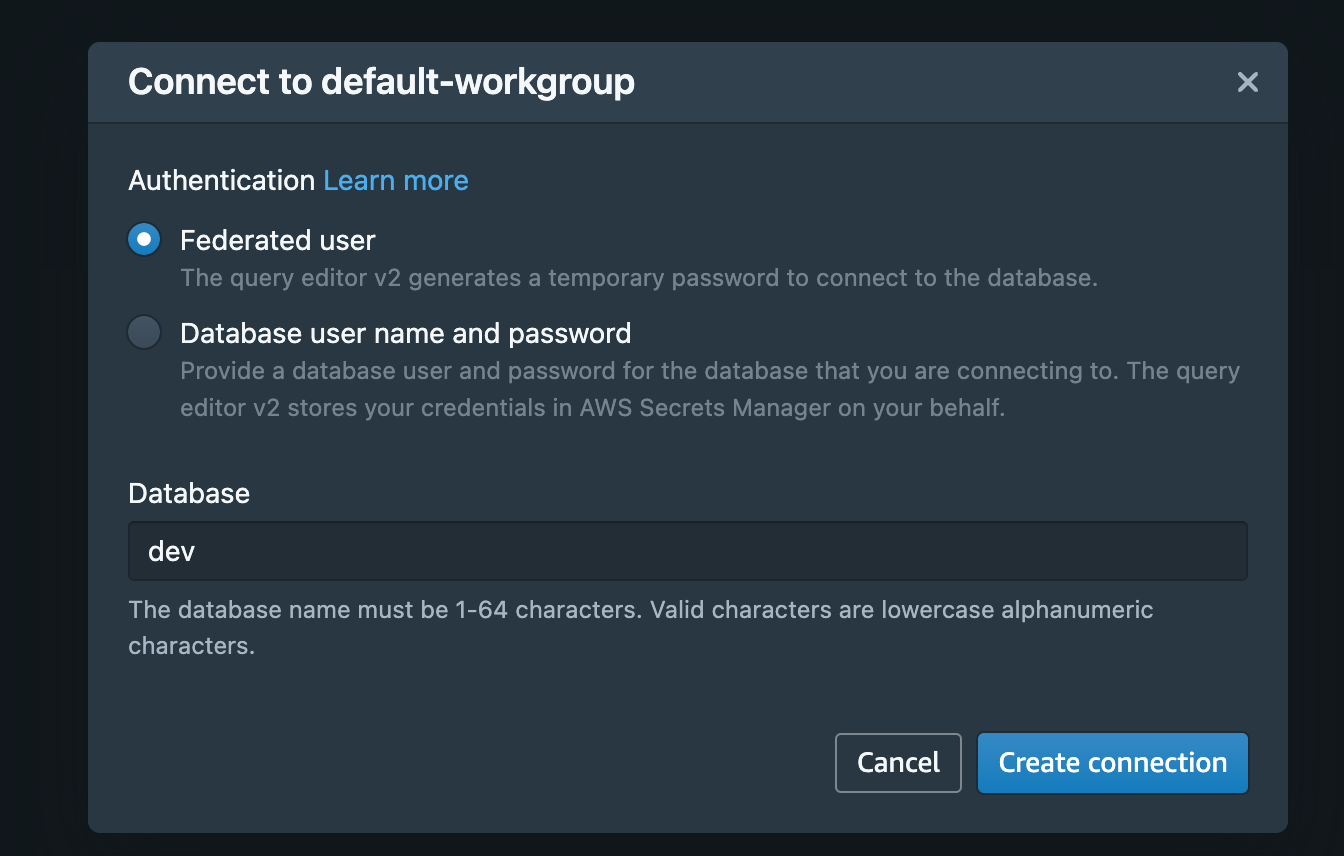 Connect to default-workgroup
Authentication Learn more
Federated user
The query editor v2 generates a temporary password to connect to the database.
Database user name and password
Provide a database user and password for the database that you are connecting to. The query
editor v2 stores your credentials in AWS Secrets Manager on your behalf.
Database
dev
The database name must be 1-64 characters. Valid characters are lowercase alphanumeric
characters.
Cancel
Create connection